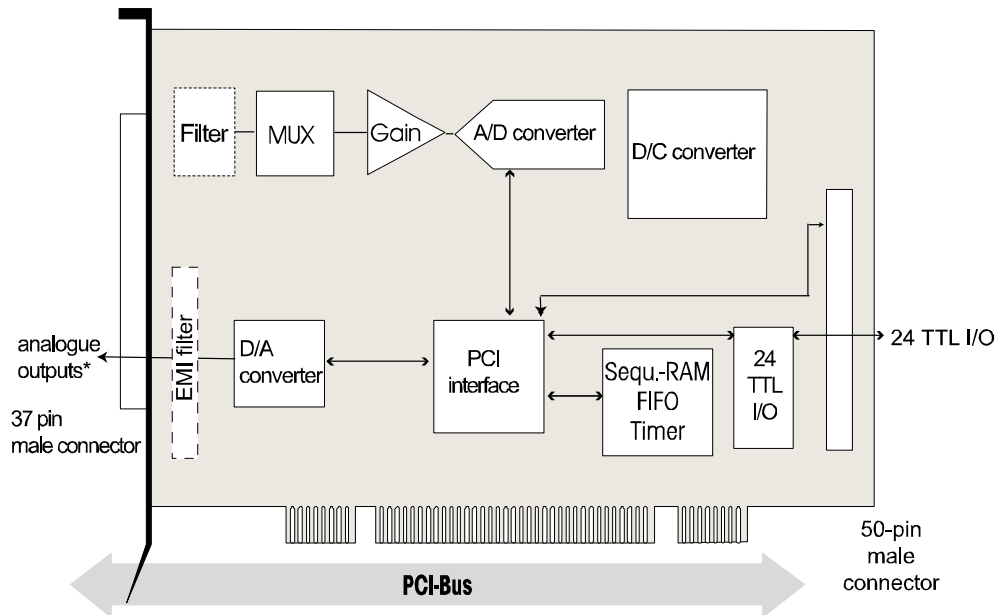 Filter
MUX
Gain
A/D converter
D/C converter
analogue
outputs*
37 pin
male connector
EMI filter
D/A
converter
PCI
interface
Sequ.-RAM
FIFO
Timer
24
TTL
I/O
24 TTL I/O
50-pin
male
connector
PCI-Bus